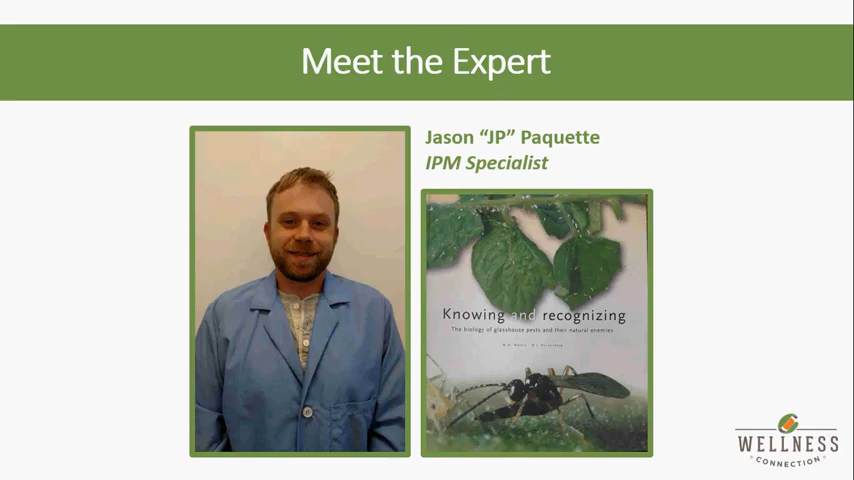 Meet the Expert
Jason “JP” Paquette
IPM Specialist
Knowing and recognizing
The biology of glasshouse pests and their natural enemies
WELLNESS
CONNECTION